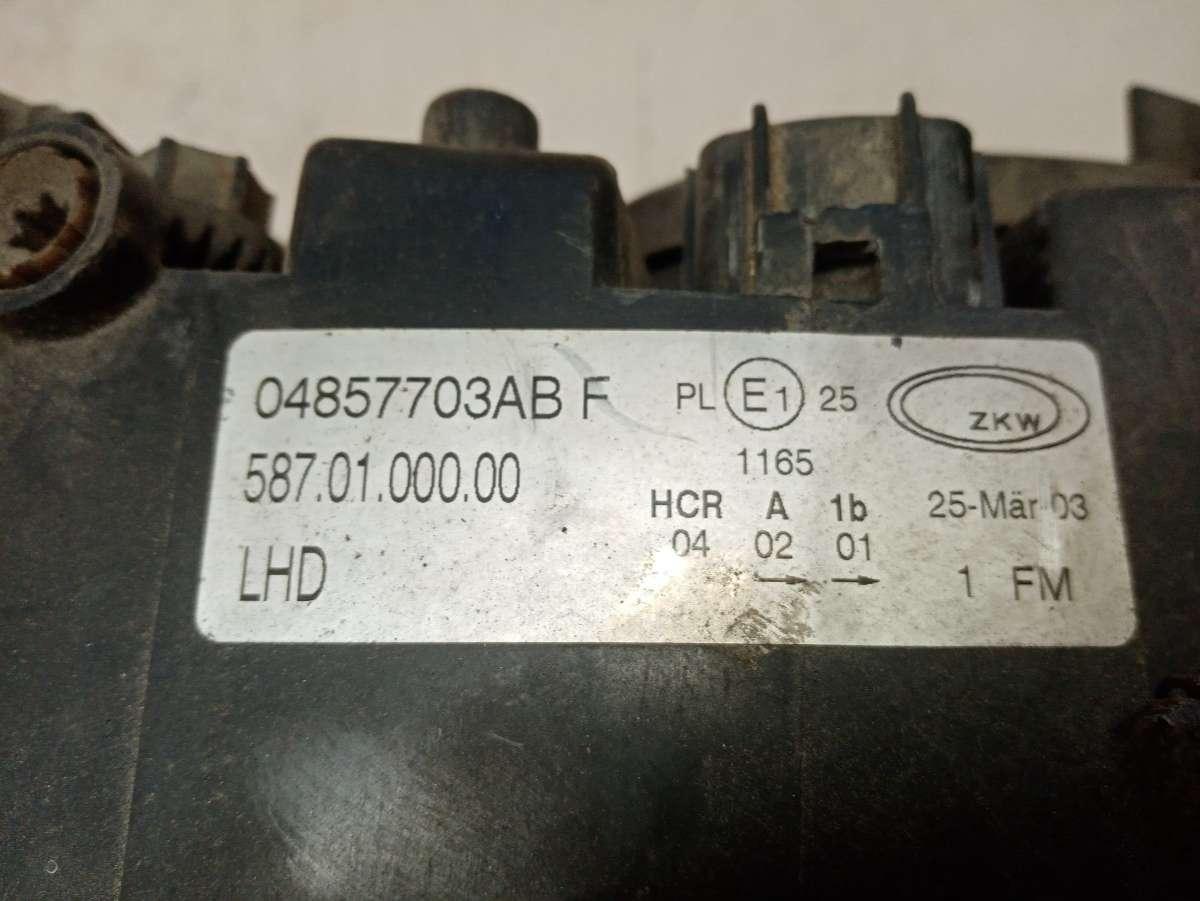 04857703AB F
587.01.000.00
LHD
PL E1 25
1165
HCR A 1b
04 02 01
→ →
ZKW
25-Mär 03
1 FM